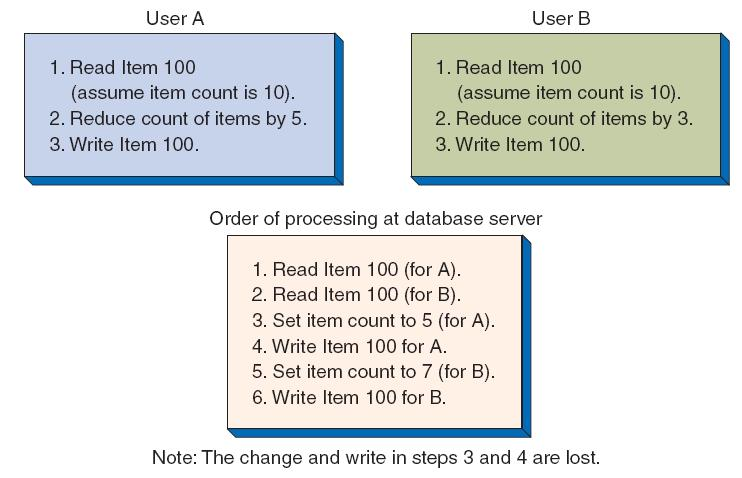 User A
1. Read Item 100
(assume item count is 10).
2. Reduce count of items by 5.
3. Write Item 100.
User B
1. Read Item 100
(assume item count is 10).
2. Reduce count of items by 3.
3. Write Item 100.
Order of processing at database server
1. Read Item 100 (for A).
2. Read Item 100 (for B).
3. Set item count to 5 (for A).
4. Write Item 100 for A.
5. Set item count to 7 (for B).
6. Write Item 100 for B.
Note: The change and write in steps 3 and 4 are lost.